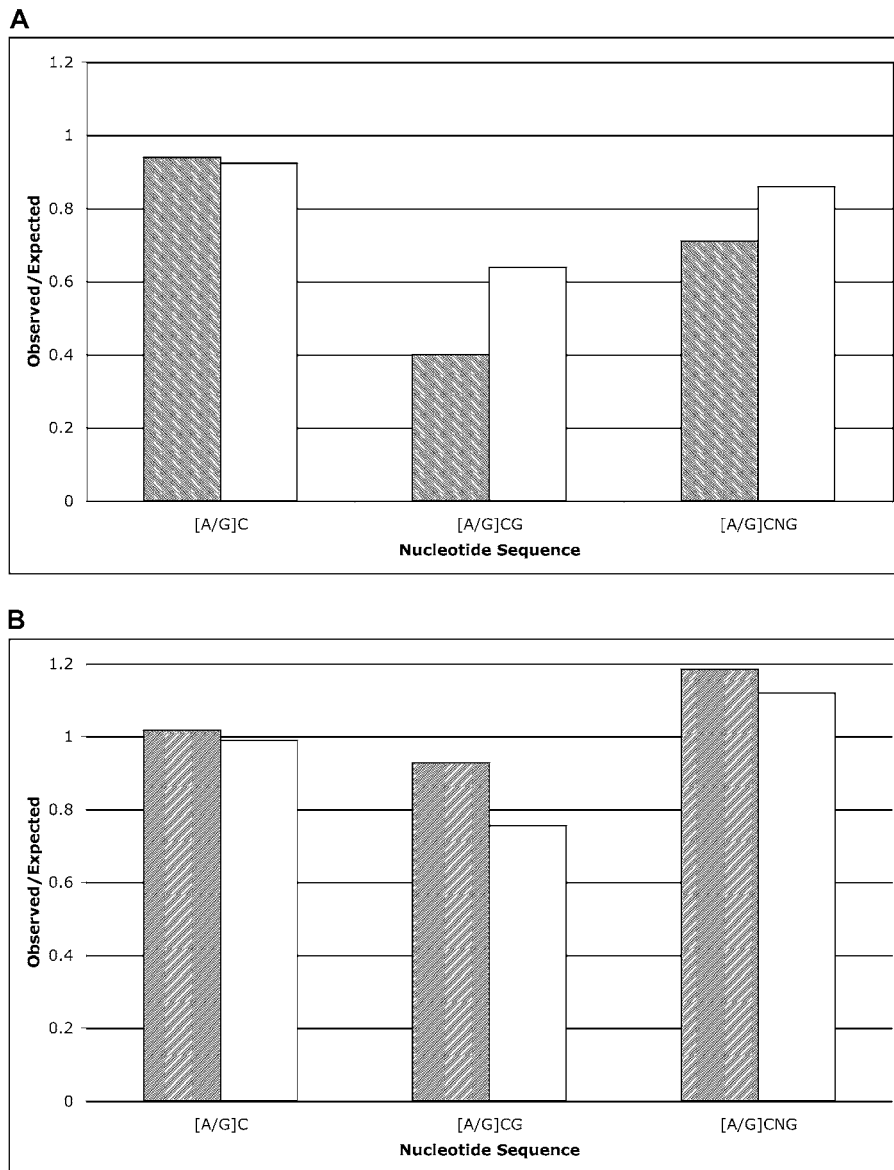 A
1.2
1
0.8
0.6
0.4
0.2
0
Observed/Expected
[A/G]C
[A/G]CG
[A/G]CNG
Nucleotide Sequence
B
1.2
1
0.8
0.6
0.4
0.2
0
Observed/Expected
[A/G]C
[A/G]CG
[A/G]CNG
Nucleotide Sequence